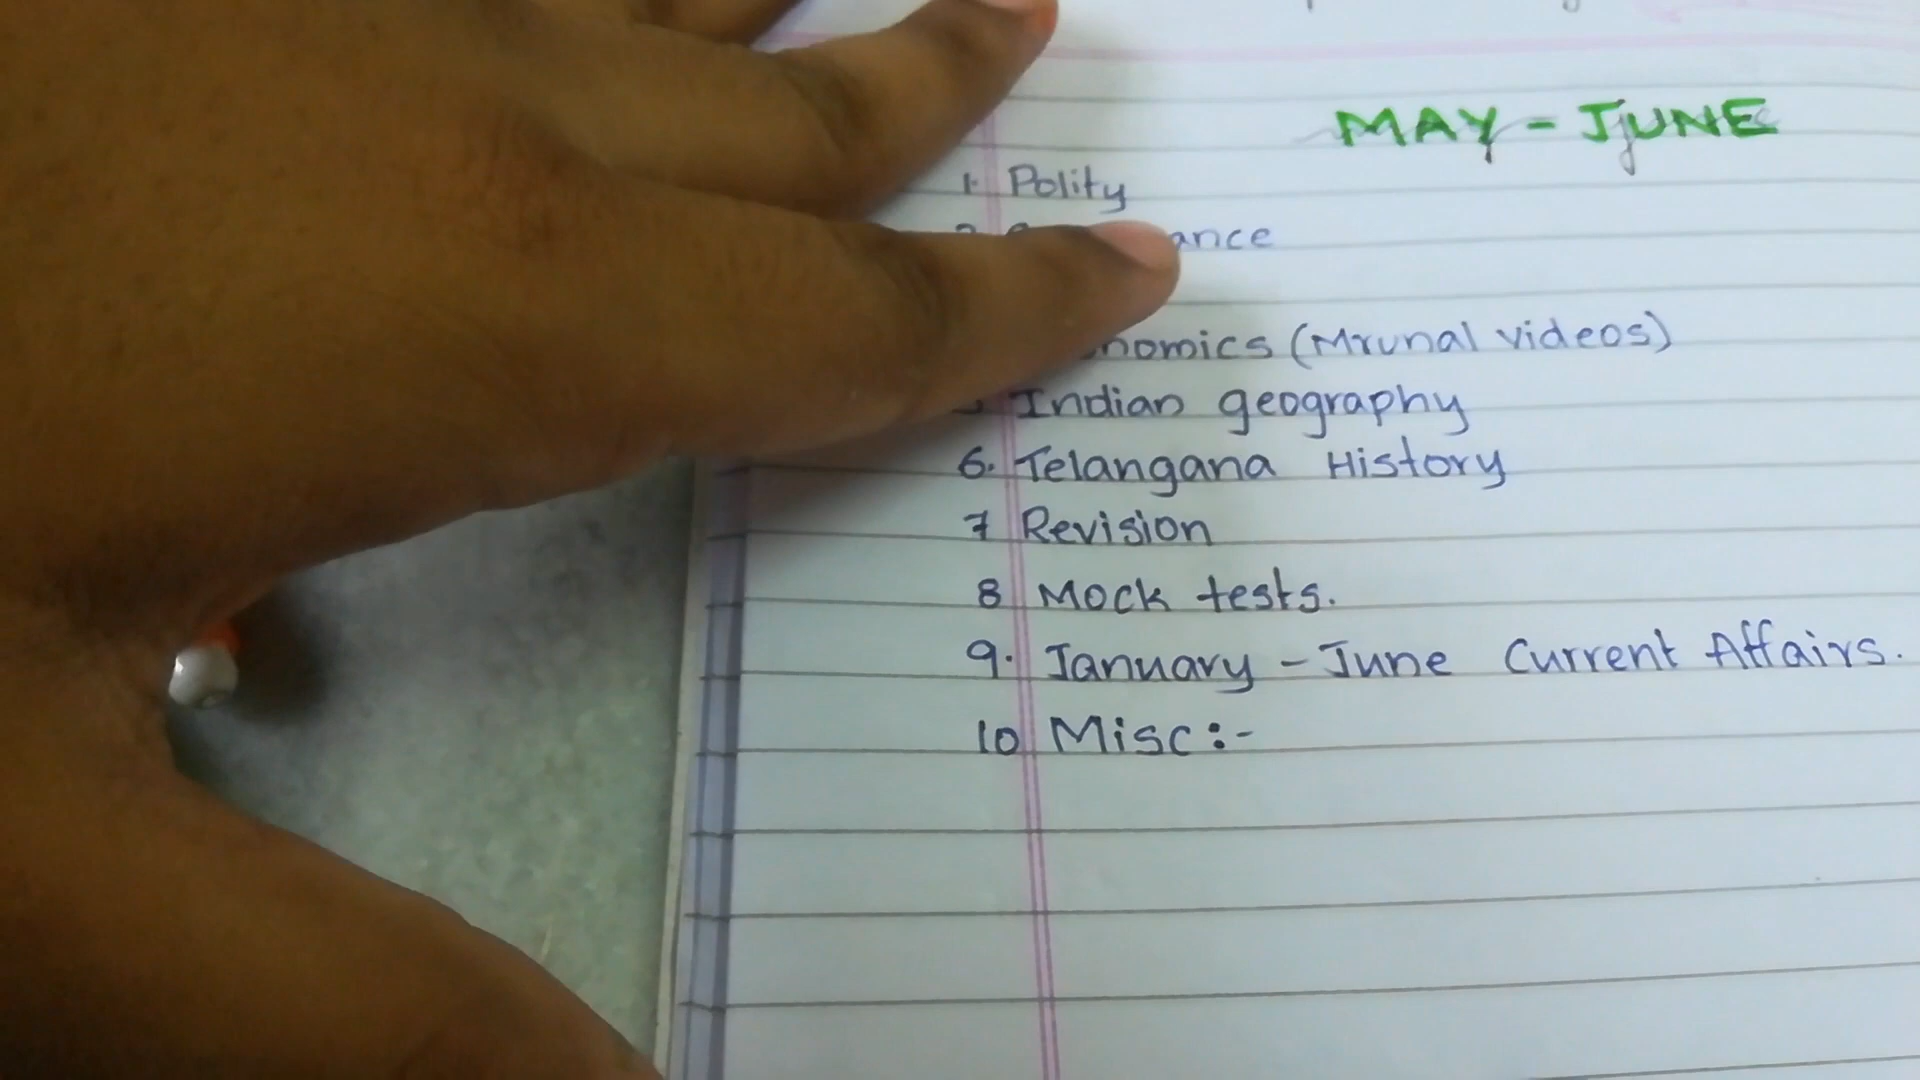 MAY - JUNE
1. Polity
ance
nomics (Mrunal videos)
Indian geography
6. Telangana History
7 Revision
8 Mock tests.
9. January - June Current Affairs.
10 Misc :-